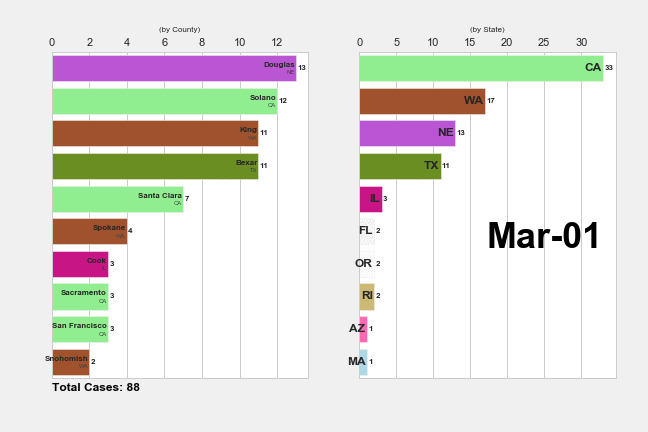 (by County)
0 2 4 6 8 10 12
Douglas 13
NE
Solano 12
CA
King 11
WA
Bexar 11
TX
Santa Clara 7
CA
Spokane 4
WA
Cook 3
Sacramento 3
CA
San Francisco 3
CA
Snohomish 2
WA
Total Cases: 88
(by State)
0 5 10 15 20 25 30
CA 33
WA 17
NE 13
TX 11
IL 3
FL 2
OR 2
RI 2
AZ 1
MA 1
Mar-01